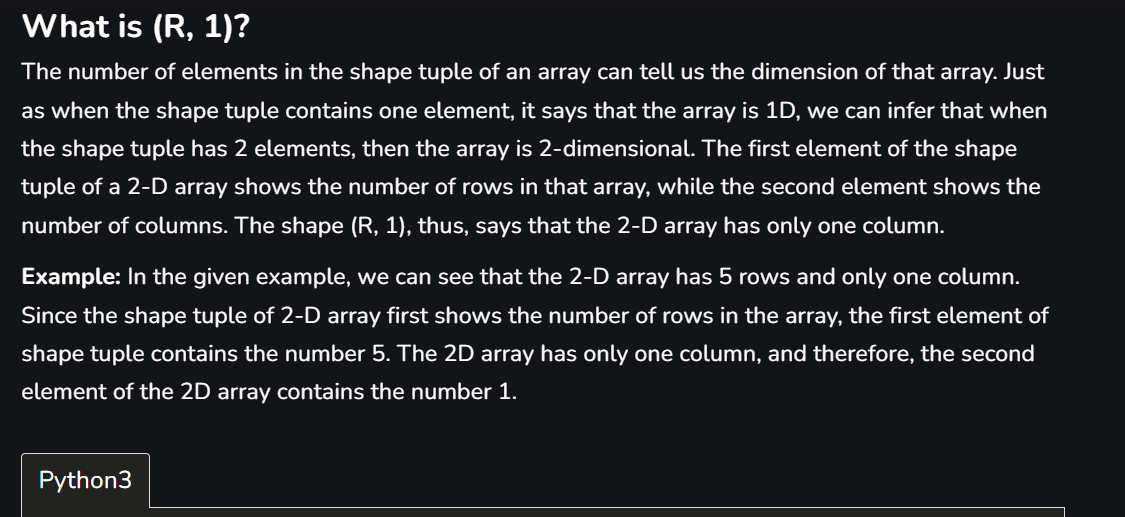 What is (R, 1)?
The number of elements in the shape tuple of an array can tell us the dimension of that array. Just
as when the shape tuple contains one element, it says that the array is 1D, we can infer that when
the shape tuple has 2 elements, then the array is 2-dimensional. The first element of the shape
tuple of a 2-D array shows the number of rows in that array, while the second element shows the
number of columns. The shape (R, 1), thus, says that the 2-D array has only one column.
Example: In the given example, we can see that the 2-D array has 5 rows and only one column.
Since the shape tuple of 2-D array first shows the number of rows in the array, the first element of
shape tuple contains the number 5. The 2D array has only one column, and therefore, the second
element of the 2D array contains the number 1.
Python3